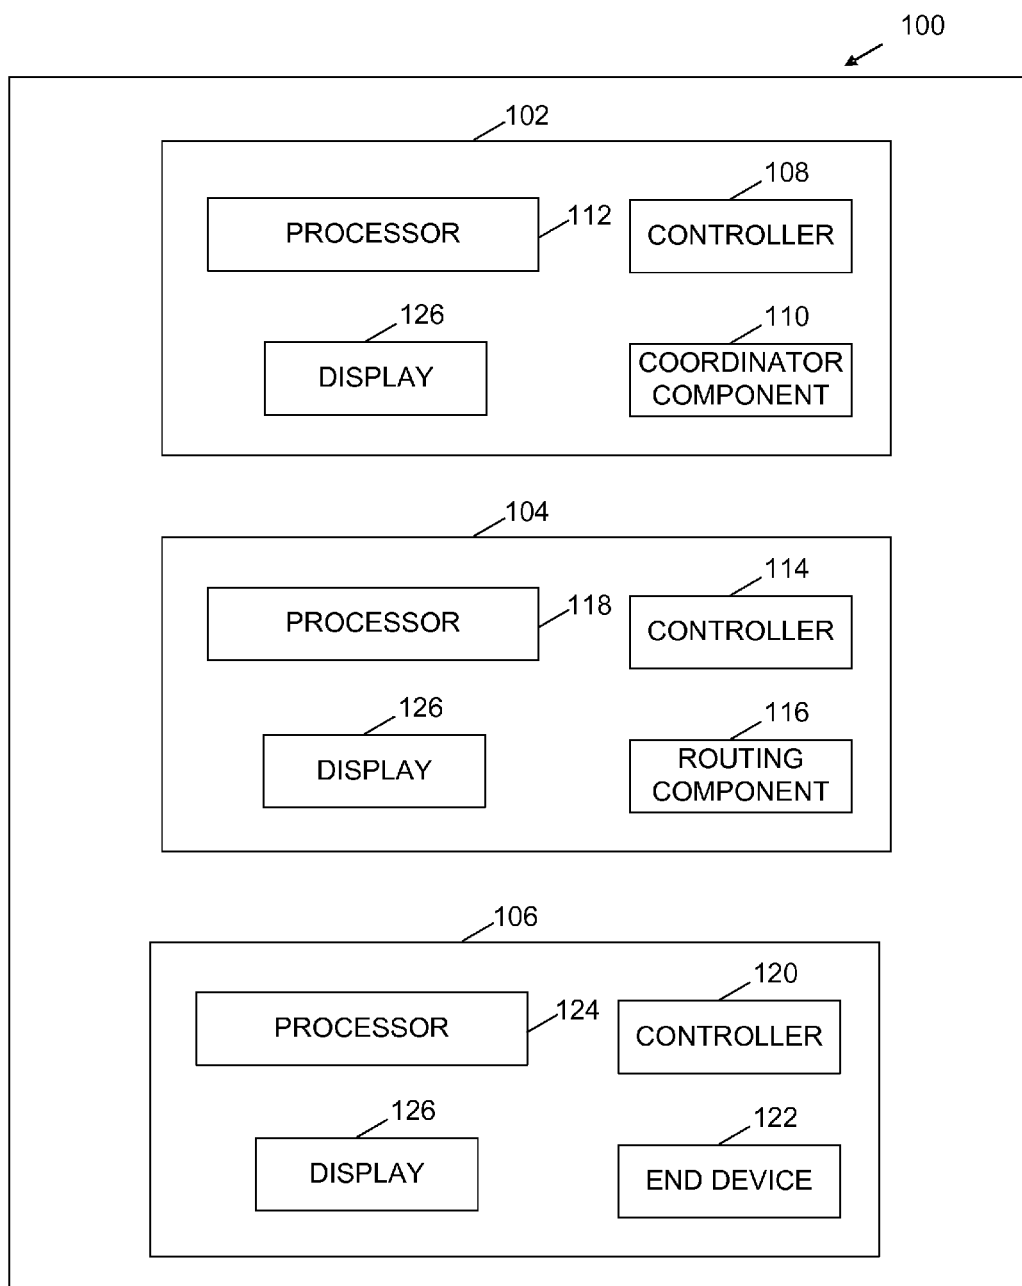 100
102
PROCESSOR
112
108
CONTROLLER
126
DISPLAY
110
COORDINATOR
COMPONENT
104
PROCESSOR
118
114
CONTROLLER
126
DISPLAY
116
ROUTING
COMPONENT
106
PROCESSOR
124
120
CONTROLLER
126
DISPLAY
122
END DEVICE